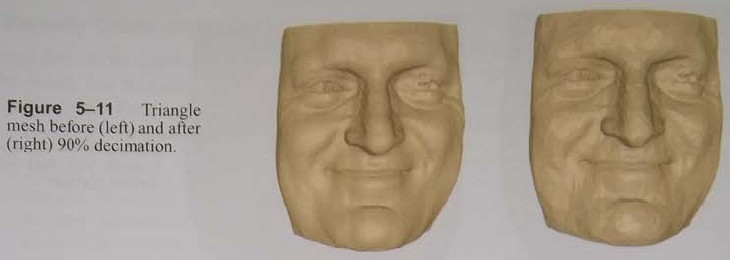 Figure 5–11 Triangle
mesh before (left) and after
(right) 90% decimation.